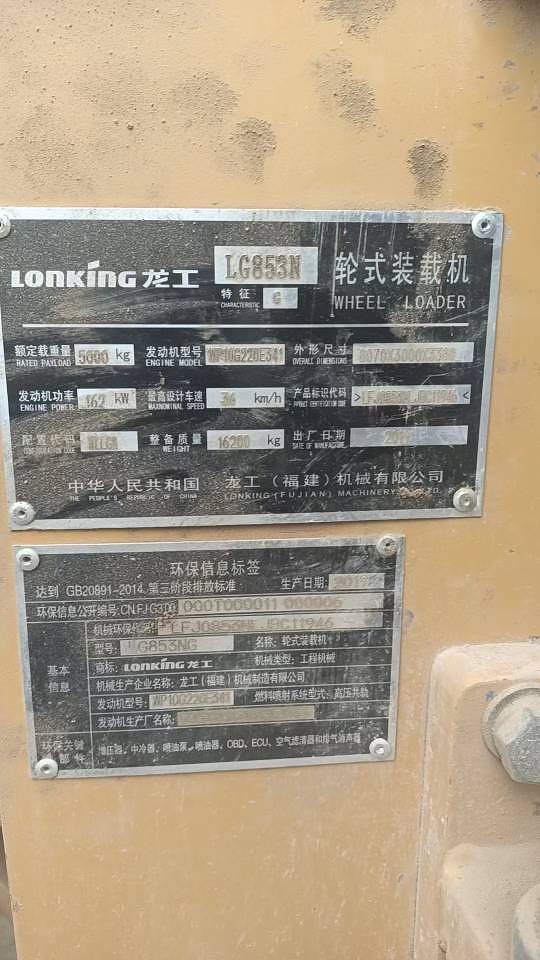 LONKING 龙工 LG853N 轮式装载机
特征 G WHEEL LOADER
CHARACTERISTIC
额定载重量 5000 kg 发动机型号 WP10G220E341 外形尺寸
RATED PAYLOAD ENGINE MODEL OVERALL DIMENSIONS
发动机功率 162 kW 最高设计车速 36 km/h 产品标识代码
ENGINE POWER MAXNOMINAL SPEED
配置代码 整备质量 16200 kg 出厂日期
WEIGHT DATE OF MANUFACTURE
中华人民共和国 龙工（福建）机械有限公司
THE PEOPLE'S REPUBLIC OF CHINA LONKING (FUJIAN) MACHINERY
环保信息标签
达到 GB20891-2014 第三阶段排放标准 生产日期:
环保信息公开编号:
机械环保代码:
基本信息
型号: G853NG 名称: 轮式装载机
商标: LONKING 龙工 机械类型: 工程机械
机械生产企业名称: 龙工（福建）机械制造有限公司
发动机型号: WP10G220E341 燃料喷射系统型式: 高压共轨
发动机生产厂名称:
环保关键部件
增压器、中冷器、喷油泵、喷油器、OBD、ECU、空气滤清器和排气消声器